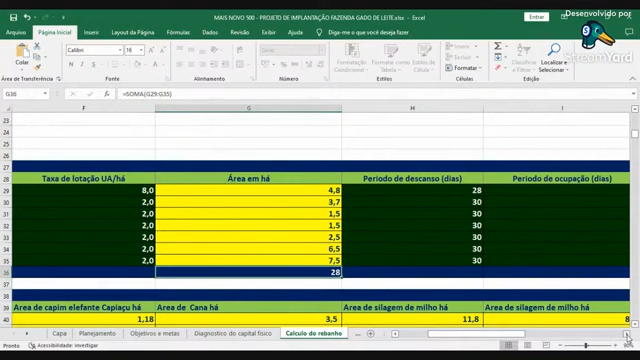 MAIS NOVO 500 - PROJETO DE IMPLANTAÇÃO FAZENDA GADO DE LEITE.xlsx - Excel
Entrar
Desenvolvido por
StreamYard
Arquivo Página Inicial Inserir Layout da Página Fórmulas Dados Revisão Exibir Ajuda Diga-me o que você deseja fazer
Colar
Calibri 16
N I S
Geral
Formatação Condicional
Formatar como Tabela
Estilos de Célula
Inserir
Excluir
Formatar
Classificar e Filtrar
Localizar e Selecionar
Área de Transferência Fonte Alinhamento Número Estilos Células Edição
G36 fx =SOMA(G29:G35)
F G H I
23
24
25
26
27
28 Taxa de lotação UA/há Área em há Periodo de descanso (dias) Periodo de ocupação (dias)
29 8,0 4,8 28
30 2,0 3,7 30
31 2,0 1,5 30
32 2,0 1,5 30
33 2,0 2,5 30
34 2,0 6,5 30
35 2,0 7,5 30
36 28
37
38
39 Area de capim elefante Capiaçu há Area de Cana há Area de silagem de milho há Area de silagem de milho há
40 1,18 3,5 11,8 8
Capa Planejamento Objetivos e metas Diagnostico do capital fisico Calculo do rebanho ...
Pronto Acessibilidade: investigar 90%